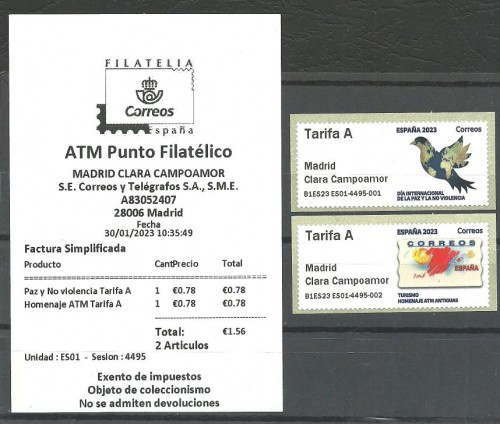 FILATELIA
Correos
España
ATM Punto Filatélico
MADRID CLARA CAMPOAMOR
S.E. Correos y Telégrafos S.A., S.M.E.
A83052407
28006 Madrid
Fecha
30/01/2023 10:35:49
Factura Simplificada
Producto CantPrecio Total
Paz y No violencia Tarifa A 1 €0.78 €0.78
Homenaje ATM Tarifa A 1 €0.78 €0.78
Total: €1.56
2 Articulos
Unidad : ES01 - Sesion : 4495
Exento de impuestos
Objeto de coleccionismo
No se admiten devoluciones
Tarifa A
ESPAÑA 2023 Correos
Madrid
Clara Campoamor
B1ES23 ES01-4495-001
DÍA INTERNACIONAL
DE LA PAZ Y LA NO VIOLENCIA
Tarifa A
ESPAÑA 2023 Correos
CORREOS
ESPAÑA
Madrid
Clara Campoamor
B1ES23 ES01-4495-002
TURISMO
HOMENAJE ATM ANTIGUAS